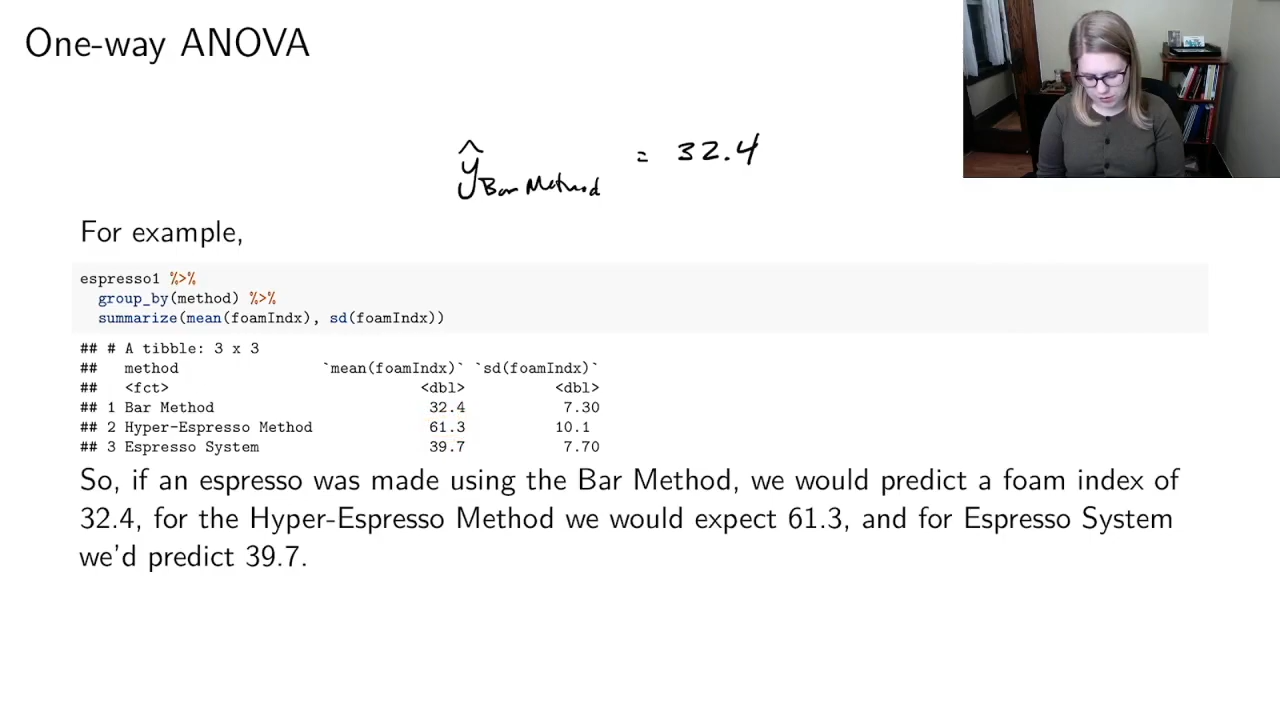 One-way ANOVA
ŷ Bar Method = 32.4
For example,
espresso1 %>%
  group_by(method) %>%
  summarize(mean(foamIndx), sd(foamIndx))
## # A tibble: 3 x 3
##   method                 `mean(foamIndx)` `sd(foamIndx)`
##   <fct>                             <dbl>          <dbl>
## 1 Bar Method                         32.4           7.30
## 2 Hyper-Espresso Method              61.3          10.1
## 3 Espresso System                    39.7           7.70
So, if an espresso was made using the Bar Method, we would predict a foam index of
32.4, for the Hyper-Espresso Method we would expect 61.3, and for Espresso System
we'd predict 39.7.